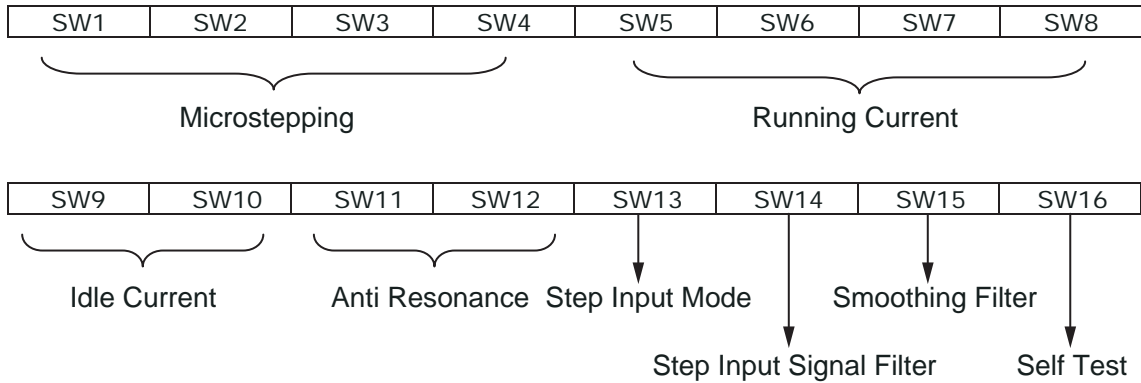 SW1 SW2 SW3 SW4 SW5 SW6 SW7 SW8
Microstepping Running Current
SW9 SW10 SW11 SW12 SW13 SW14 SW15 SW16
Idle Current Anti Resonance Step Input Mode Smoothing Filter
Step Input Signal Filter Self Test